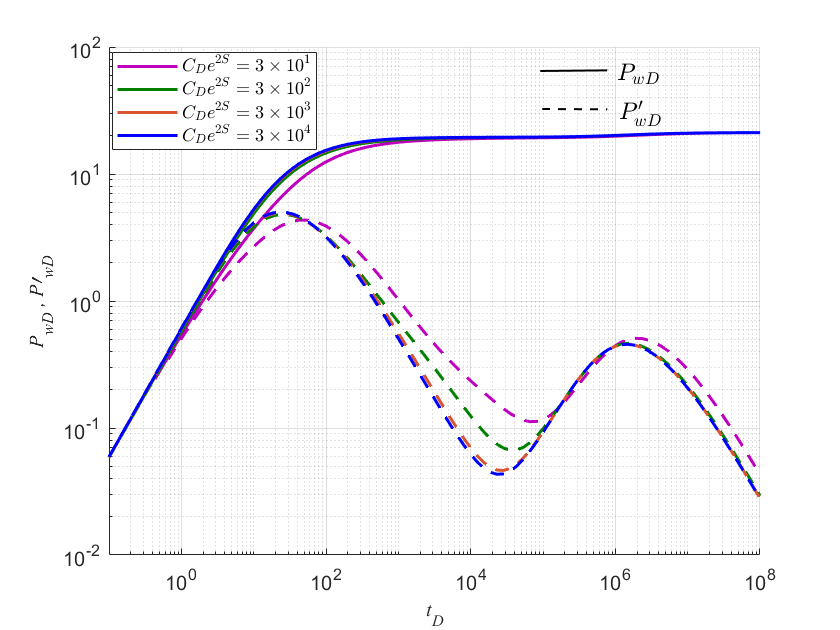 10^2
C_D e^{2S} = 3 × 10^1
C_D e^{2S} = 3 × 10^2
C_D e^{2S} = 3 × 10^3
C_D e^{2S} = 3 × 10^4
P_{wD}
P'_{wD}
10^1
10^0
10^{-1}
10^{-2}
P_{wD}, P'_{wD}
10^0 10^2 10^4 10^6 10^8
t_D